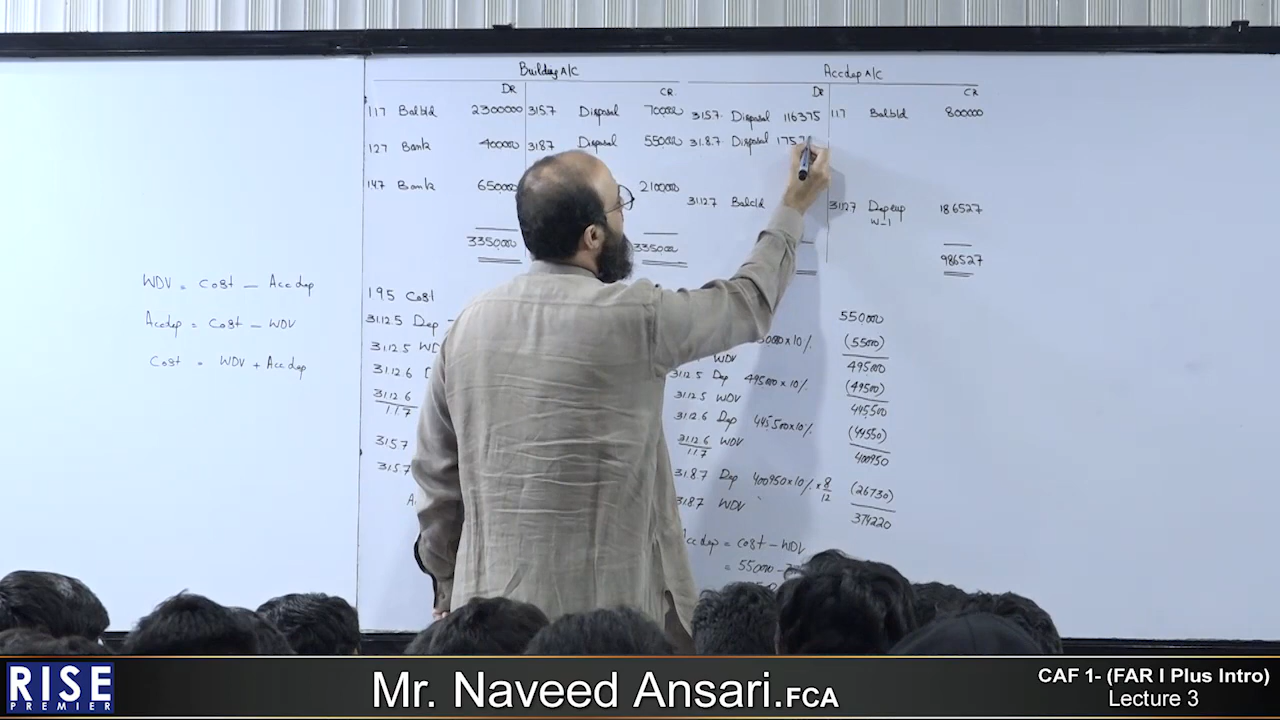 Building A/C
DR CR
1.1.7 Bal b/d 2300000 31.5.7 Disposal 700000
1.2.7 Bank 400000 31.8.7 Disposal 550000
1.4.7 Bank 650000 2100000
3350000 3350000
Acc dep A/C
DR CR
31.5.7. Disposal 116375 1.1.7 Bal b/d 800000
31.8.7 Disposal 1757
31.12.7 Bal c/d 31.12.7 Dep exp 186527
W-1
986527
WDV = Cost - Acc dep
Acc dep = Cost - WDV
Cost = WDV + Acc dep
1.9.5 Cost
31.12.5 Dep
31.12.5 WD
31.12.6
31.12.6
1.1.7
31.5.7
31.5.7
550000
0000 x 10% (55000)
WDV 495000
31.12.5 Dep 495000 x 10% (49500)
31.12.5 WDV 445,500
31.12.6 Dep 445,500 x 10% (44550)
31.12.6 WDV 400950
1.1.7
31.8.7 Dep 400950 x 10% x 8/12 (26730)
31.8.7 WDV 374220
Acc dep = Cost - WDV
= 550000 -
RISE
PREMIER
Mr. Naveed Ansari.FCA
CAF 1- (FAR I Plus Intro)
Lecture 3